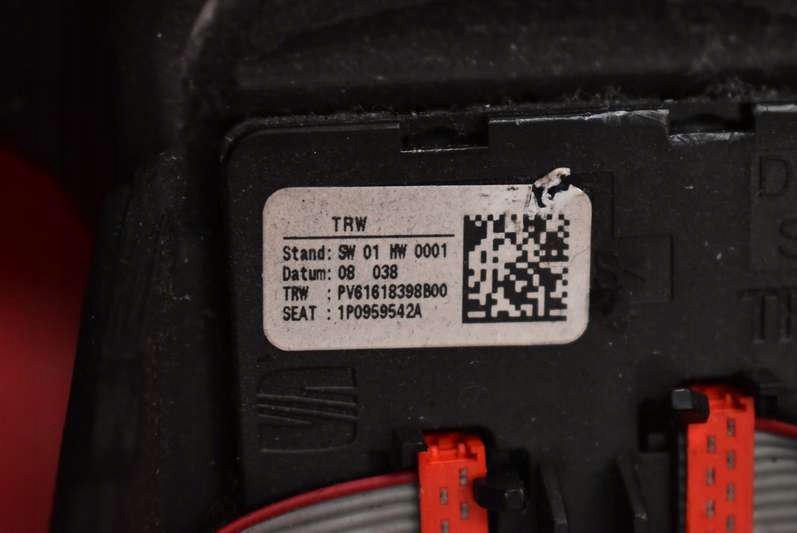 TRW
Stand: SW 01 HW 0001
Datum: 08 038
TRW : PV61618398B00
SEAT : 1P0959542A